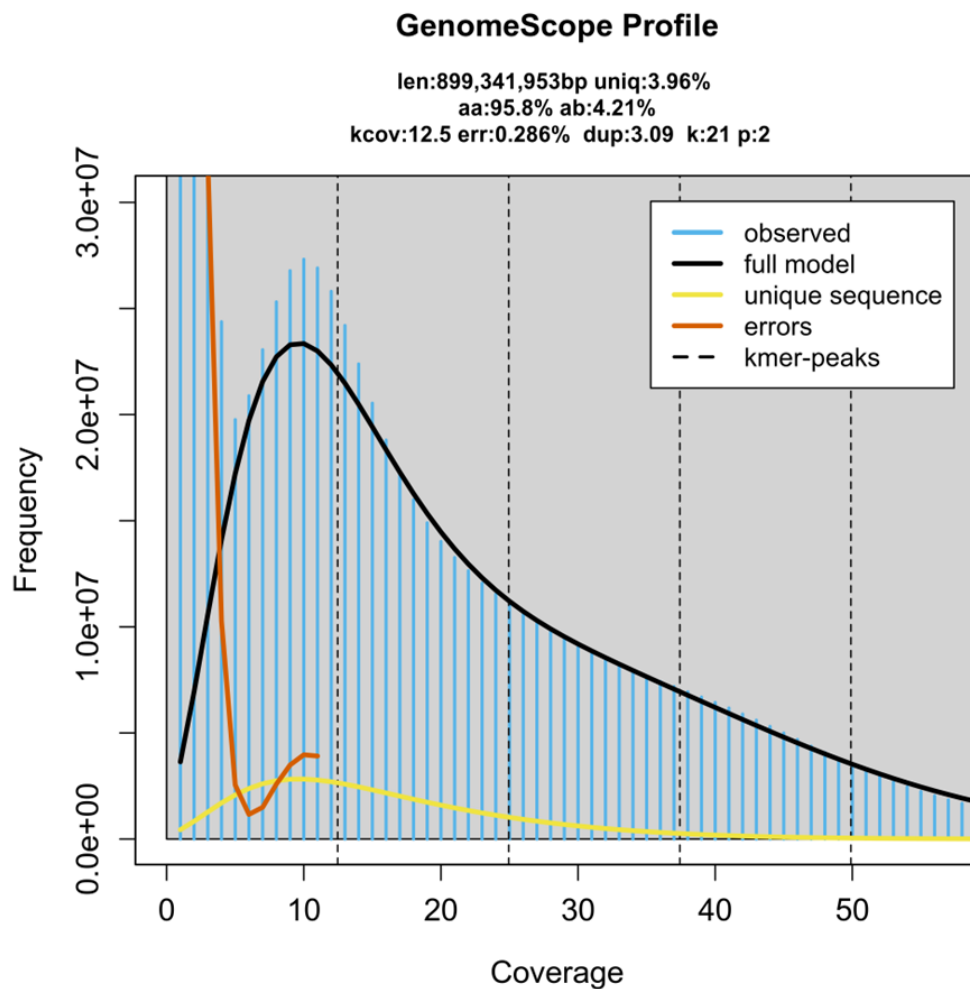 GenomeScope Profile
len:899,341,953bp uniq:3.96%
aa:95.8% ab:4.21%
kcov:12.5 err:0.286%  dup:3.09  k:21 p:2
Frequency
3.0e+07
2.0e+07
1.0e+07
0.0e+00
observed
full model
unique sequence
errors
kmer-peaks
0
10
20
30
40
50
Coverage